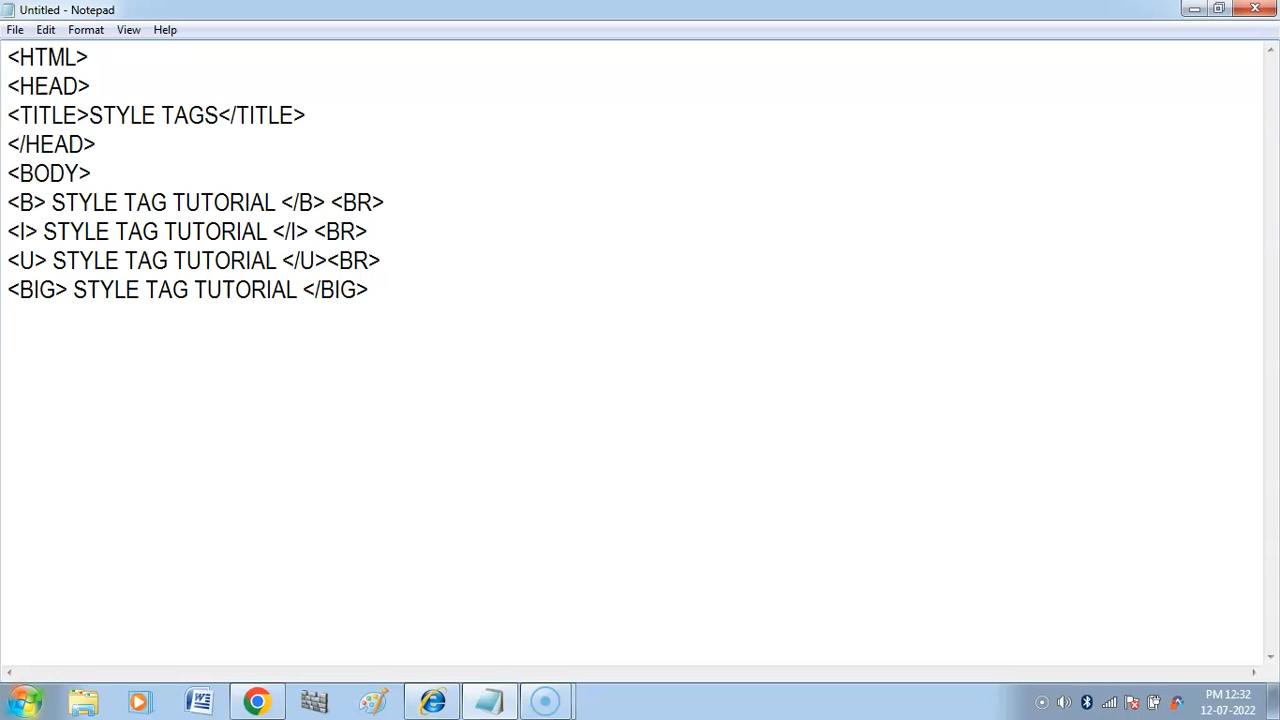 Untitled - Notepad
File Edit Format View Help
<HTML>
<HEAD>
<TITLE>STYLE TAGS</TITLE>
</HEAD>
<BODY>
<B> STYLE TAG TUTORIAL </B> <BR>
<I> STYLE TAG TUTORIAL </I> <BR>
<U> STYLE TAG TUTORIAL </U><BR>
<BIG> STYLE TAG TUTORIAL </BIG>
PM 12:32
12-07-2022